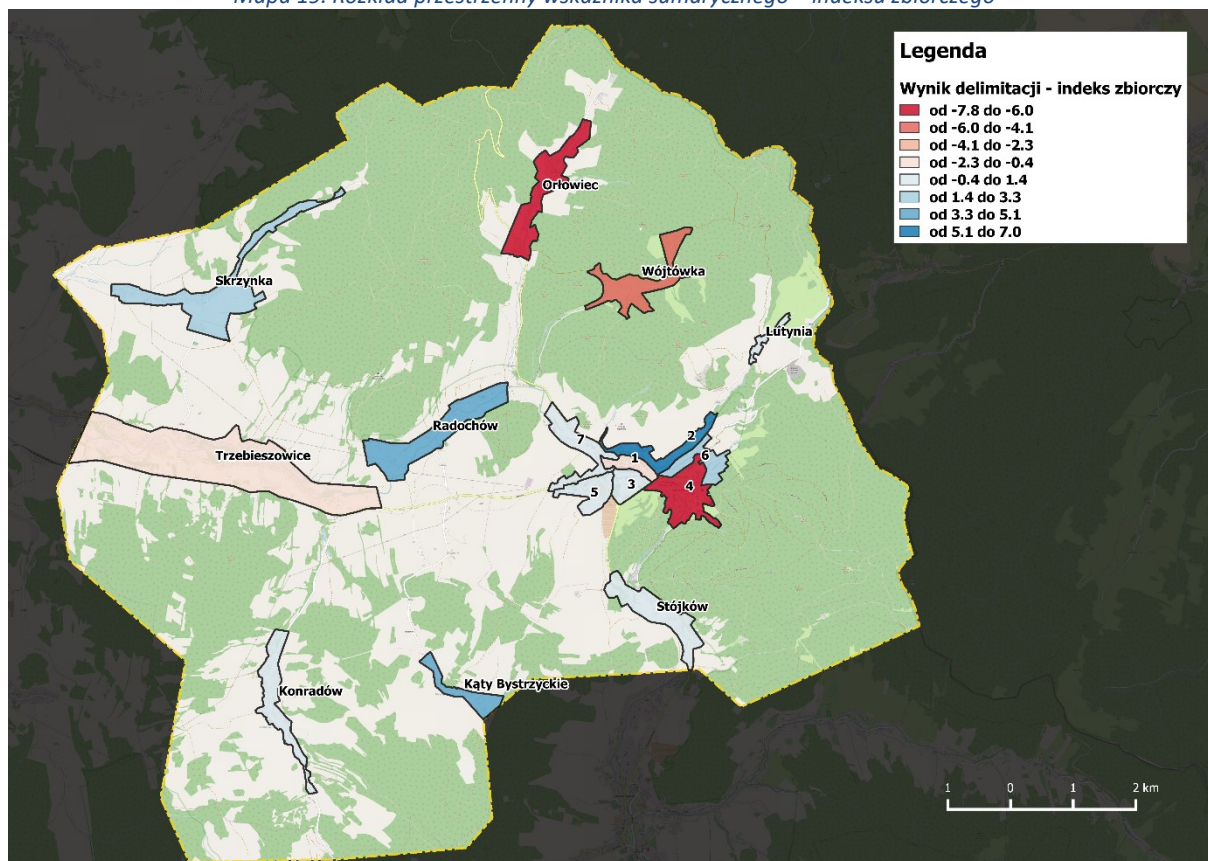 Mapa 15. Rozkład przestrzenny wskaźnika sumarycznego – indeksu zbiorczego
Legenda
Wynik delimitacji - indeks zbiorczy
od -7.8 do -6.0
od -6.0 do -4.1
od -4.1 do -2.3
od -2.3 do -0.4
od -0.4 do 1.4
od 1.4 do 3.3
od 3.3 do 5.1
od 5.1 do 7.0
Orłowiec
Wójtówka
Skrzynka
Lutynia
Radochów
7
2
Trzebieszowice
1
6
5
3
4
Stójków
Kąty Bystrzyckie
Konradów
1 0 1 2 km